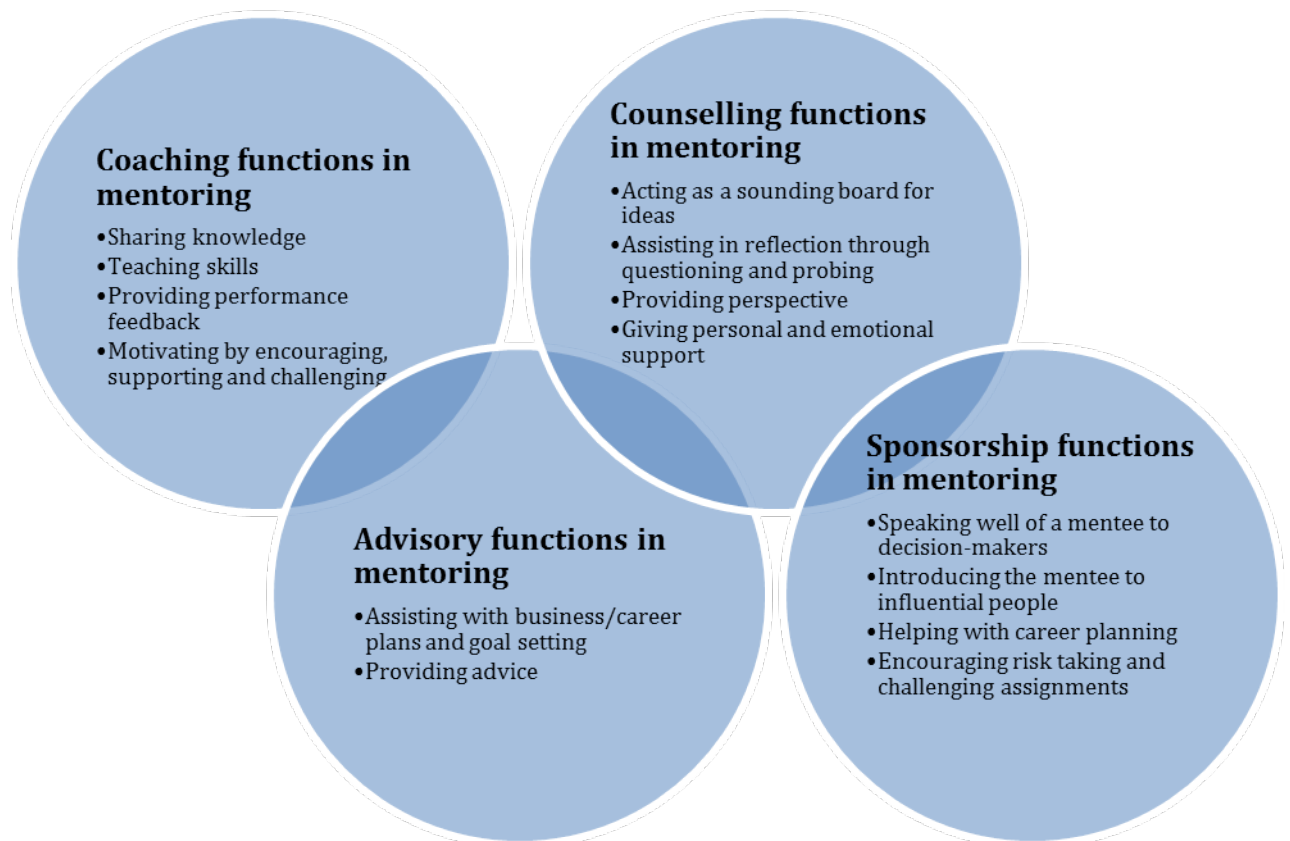 Coaching functions in
mentoring
•Sharing knowledge
•Teaching skills
•Providing performance
feedback
•Motivating by encouraging,
supporting and challenging
Counselling functions
in mentoring
•Acting as a sounding board for
ideas
•Assisting in reflection through
questioning and probing
•Providing perspective
•Giving personal and emotional
support
Advisory functions in
mentoring
•Assisting with business/career
plans and goal setting
•Providing advice
Sponsorship functions
in mentoring
•Speaking well of a mentee to
decision-makers
•Introducing the mentee to
influential people
•Helping with career planning
•Encouraging risk taking and
challenging assignments